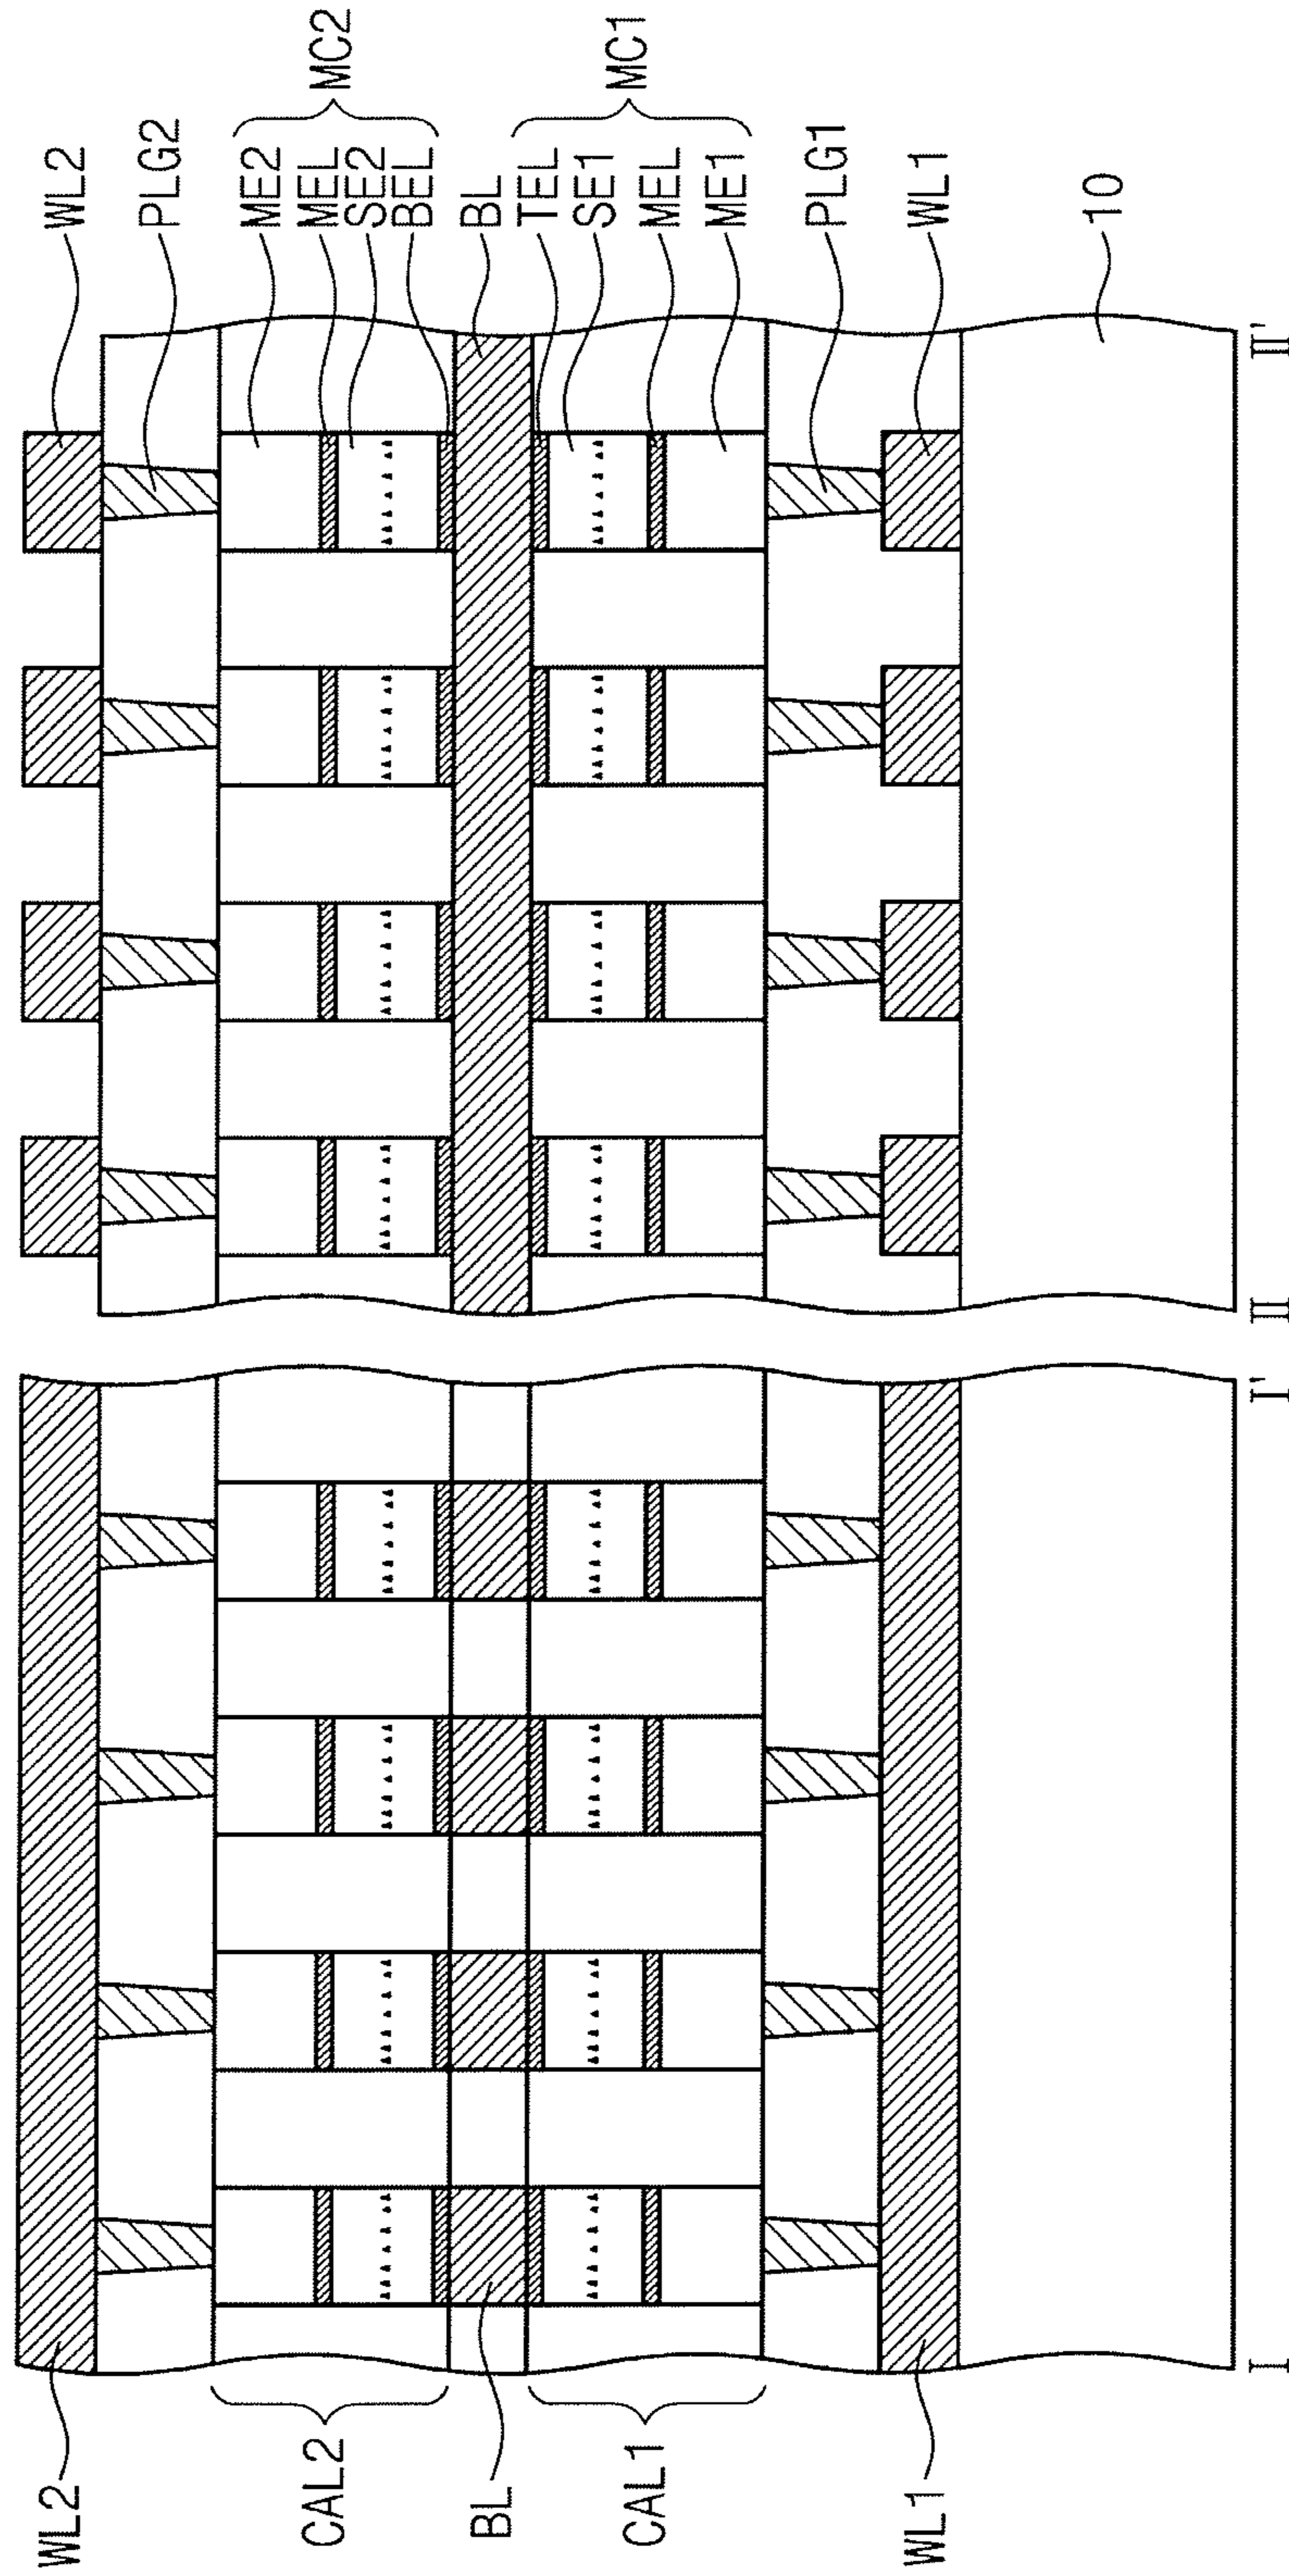 WL2
PLG2
ME2
MEL
SE2
BEL
MC2
BL
TEL
SE1
MEL
ME1
MC1
PLG1
WL1
10
WL2
CAL2
BL
CAL1
WL1
I
I'
II
II'